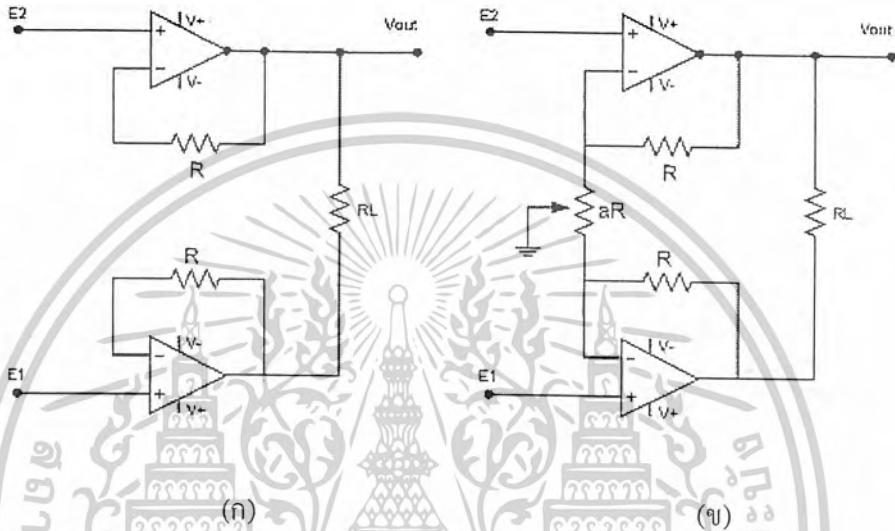 E2
V+
+
-
V-
Vout
R
RL
R
V-
-
E1
+
V+
(ก)
E2
V+
+
-
V-
Vout
R
aR
RL
R
V-
-
E1
+
V+
(ข)